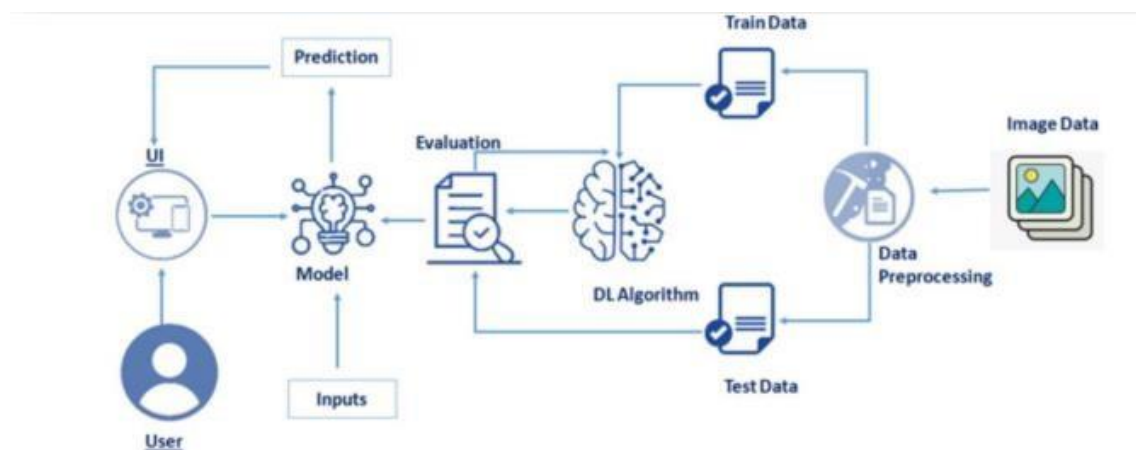 Train Data
Prediction
Image Data
Evaluation
UI
Model
Data
Preprocessing
DL Algorithm
Test Data
Inputs
User